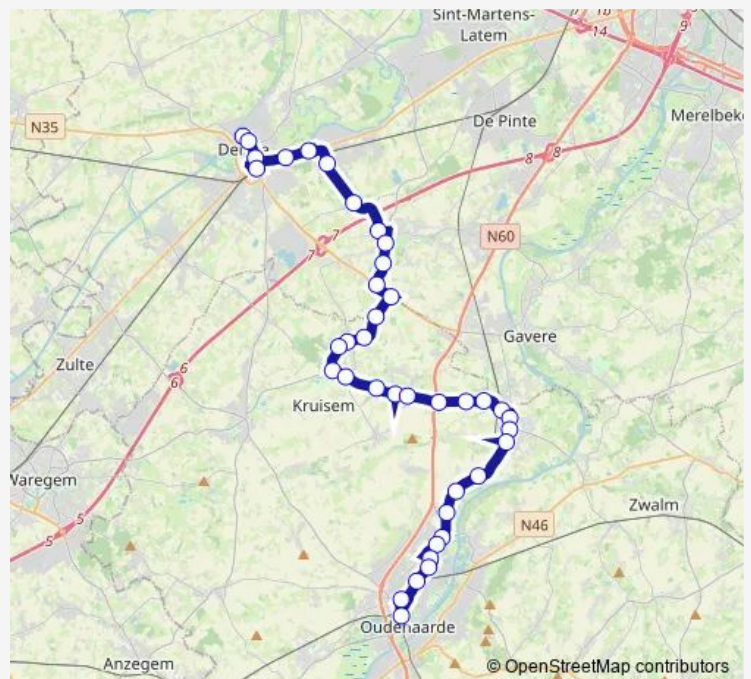 Sint-Martens-
Latem
14
9
N35
De Pinte
Merelbek
8
8
N60
7
7
Gavere
Zulte
6
6
Kruisem
Waregem
N46
Zwalm
5
5
Oudenaarde
Anzegem
© OpenStreetMap contributors